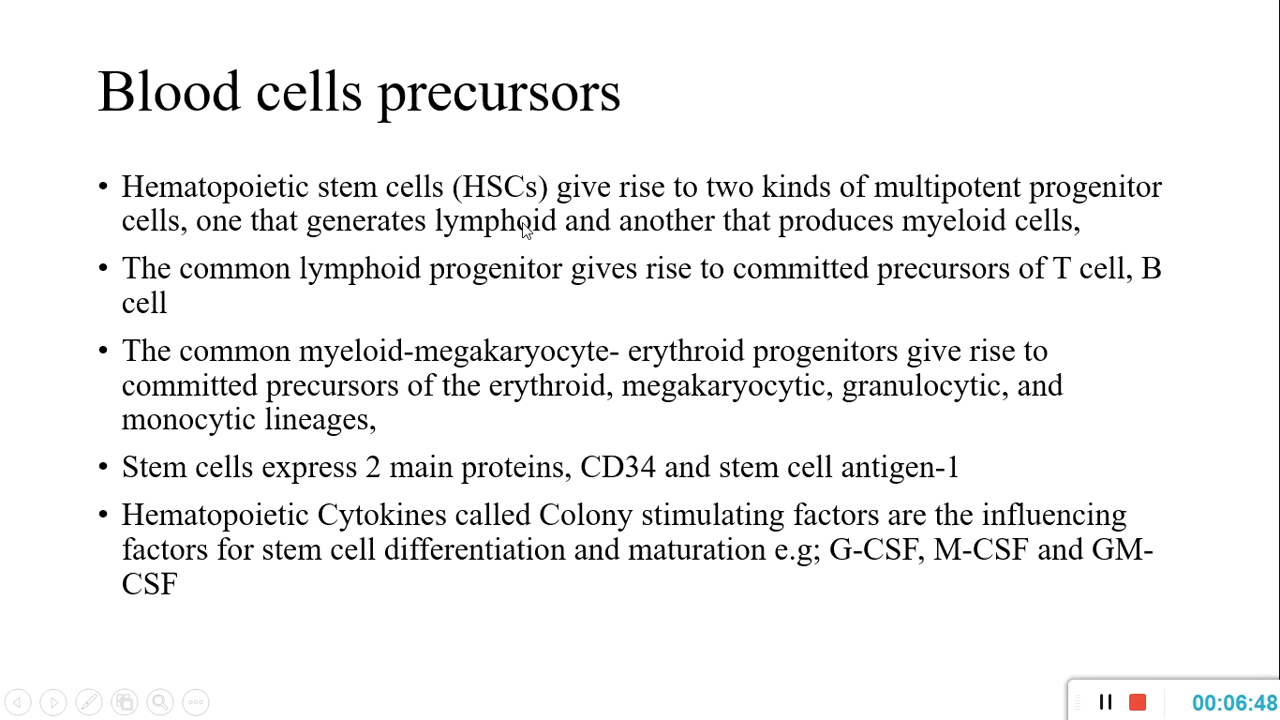 Blood cells precursors
• Hematopoietic stem cells (HSCs) give rise to two kinds of multipotent progenitor
cells, one that generates lymphoid and another that produces myeloid cells,
• The common lymphoid progenitor gives rise to committed precursors of T cell, B
cell
• The common myeloid-megakaryocyte- erythroid progenitors give rise to
committed precursors of the erythroid, megakaryocytic, granulocytic, and
monocytic lineages,
• Stem cells express 2 main proteins, CD34 and stem cell antigen-1
• Hematopoietic Cytokines called Colony stimulating factors are the influencing
factors for stem cell differentiation and maturation e.g; G-CSF, M-CSF and GM-
CSF
00:06:48